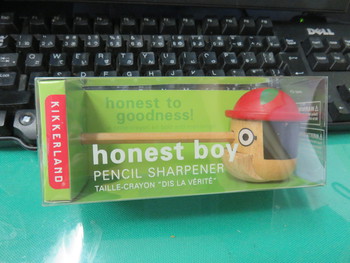 DELL
KIKKERLAND
honest to
goodness!
honest boy
PENCIL SHARPENER
TAILLE-CRAYON "DIS LA VÉRITÉ"